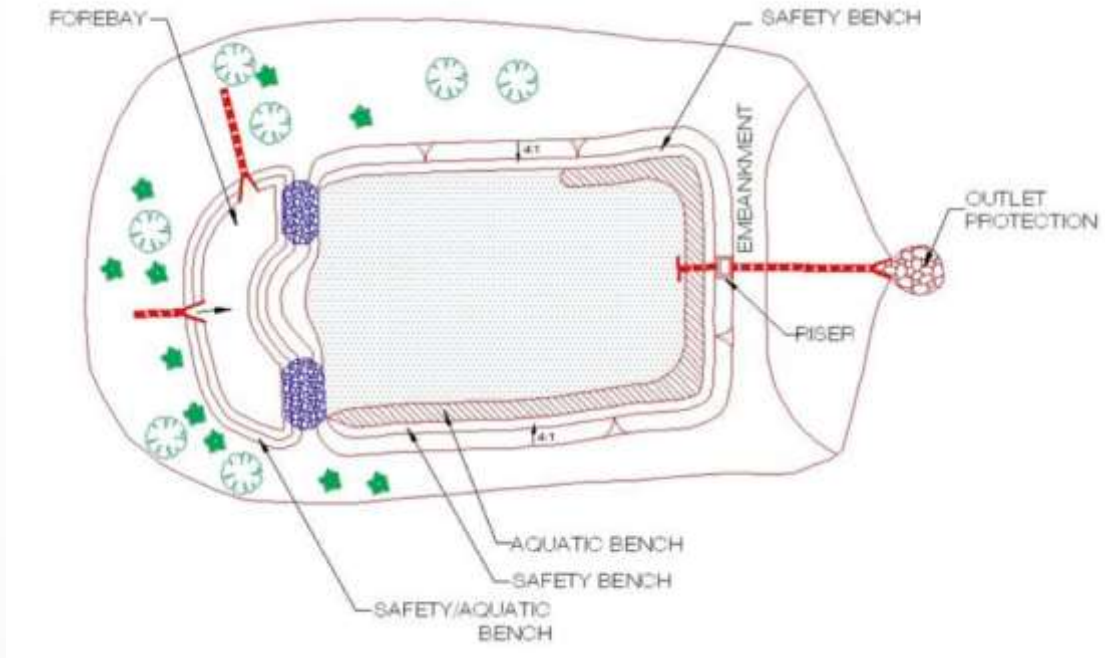 FOREBAY
SAFETY BENCH
4:1
EMBANKMENT
OUTLET
PROTECTION
RISER
4:1
AQUATIC BENCH
SAFETY BENCH
SAFETY/AQUATIC
BENCH